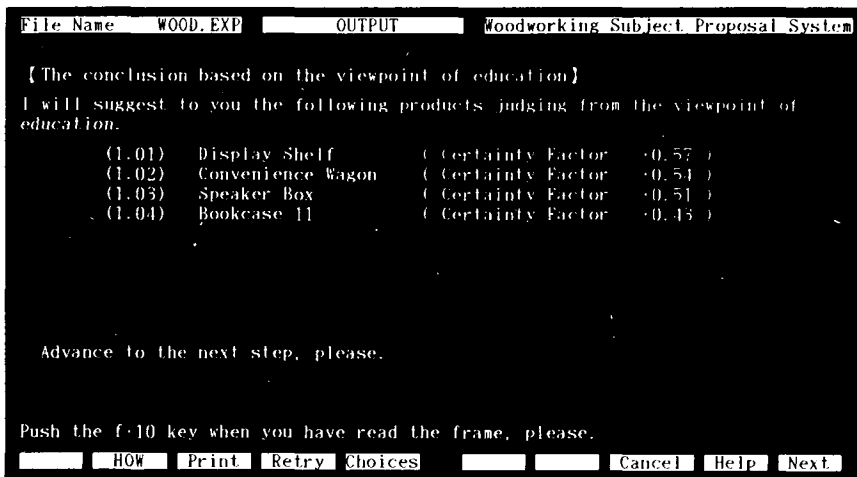 File Name WOOD.EXP OUTPUT Woodworking Subject Proposal System
【The conclusion based on the viewpoint of education】
I will suggest to you the following products judging from the viewpoint of
education.
(1.01) Display Shelf ( Certainty Factor +0.57 )
(1.02) Convenience Wagon ( Certainty Factor +0.54 )
(1.03) Speaker Box ( Certainty Factor +0.51 )
(1.04) Bookcase II ( Certainty Factor )
Advance to the next step, please.
Push the f·10 key when you have read the frame, please.
HOW Print Retry Choices Cancel Help Next